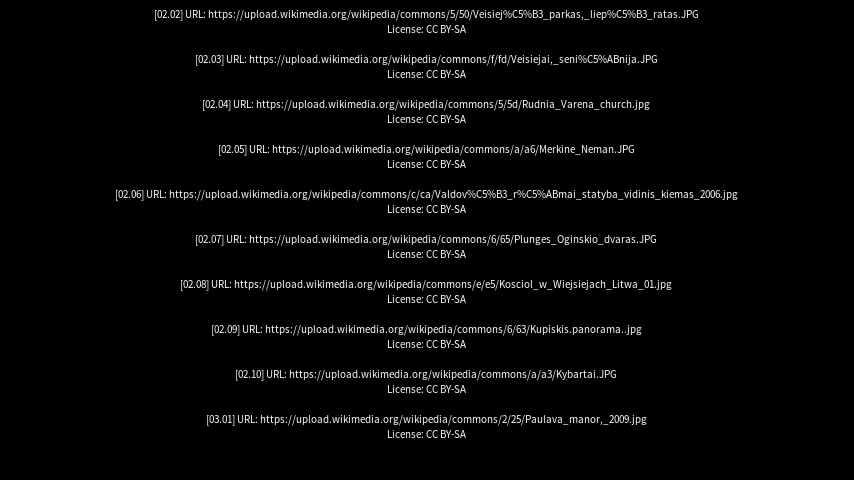 [02.02] URL: https://upload.wikimedia.org/wikipedia/commons/5/50/Veisiej%C5%B3_parkas,_liep%C5%B3_ratas.JPG
License: CC BY-SA
[02.03] URL: https://upload.wikimedia.org/wikipedia/commons/f/fd/Veisiejai,_seni%C5%ABnija.JPG
License: CC BY-SA
[02.04] URL: https://upload.wikimedia.org/wikipedia/commons/5/5d/Rudnia_Varena_church.jpg
License: CC BY-SA
[02.05] URL: https://upload.wikimedia.org/wikipedia/commons/a/a6/Merkine_Neman.JPG
License: CC BY-SA
[02.06] URL: https://upload.wikimedia.org/wikipedia/commons/c/ca/Valdov%C5%B3_r%C5%ABmai_statyba_vidinis_kiemas_2006.jpg
License: CC BY-SA
[02.07] URL: https://upload.wikimedia.org/wikipedia/commons/6/65/Plunges_Oginskio_dvaras.JPG
License: CC BY-SA
[02.08] URL: https://upload.wikimedia.org/wikipedia/commons/e/e5/Kosciol_w_Wiejsiejach_Litwa_01.jpg
License: CC BY-SA
[02.09] URL: https://upload.wikimedia.org/wikipedia/commons/6/63/Kupiskis.panorama..jpg
License: CC BY-SA
[02.10] URL: https://upload.wikimedia.org/wikipedia/commons/a/a3/Kybartai.JPG
License: CC BY-SA
[03.01] URL: https://upload.wikimedia.org/wikipedia/commons/2/25/Paulava_manor,_2009.jpg
License: CC BY-SA